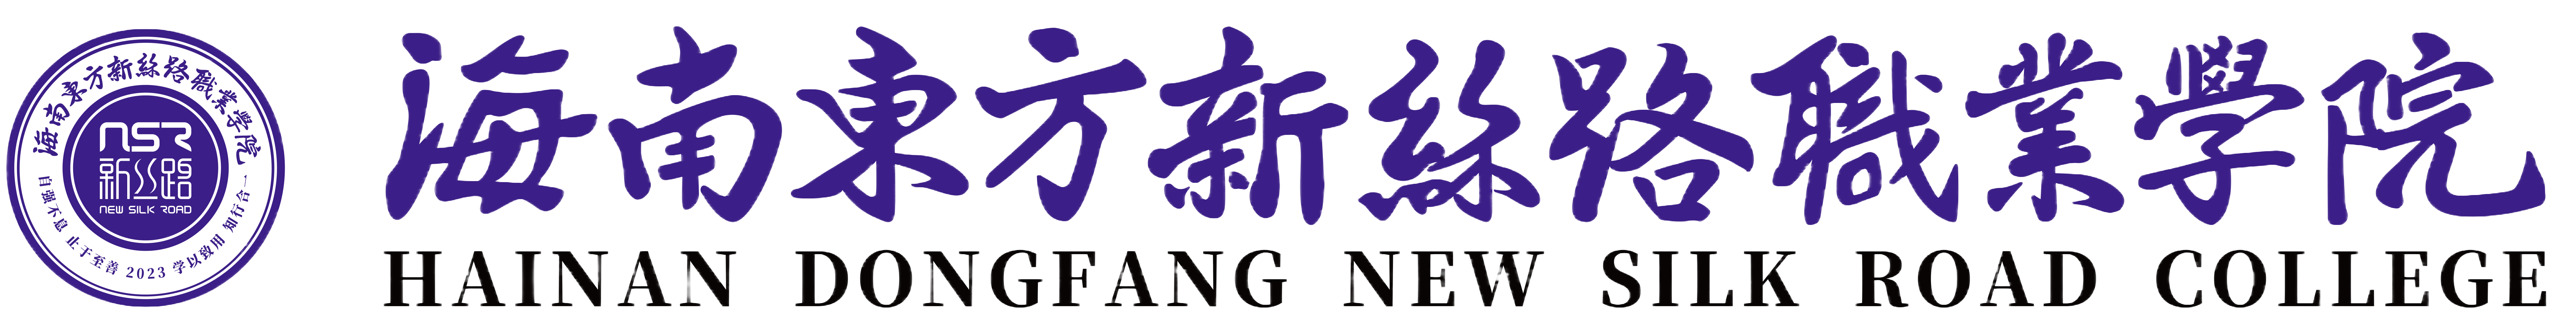 海南東方新絲路職業學院
NSR
新丝路
NEW SILK ROAD
自强不息 止于至善 2023 学以致用 知行合一
海南東方新絲路職業學院
HAINAN DONGFANG NEW SILK ROAD COLLEGE